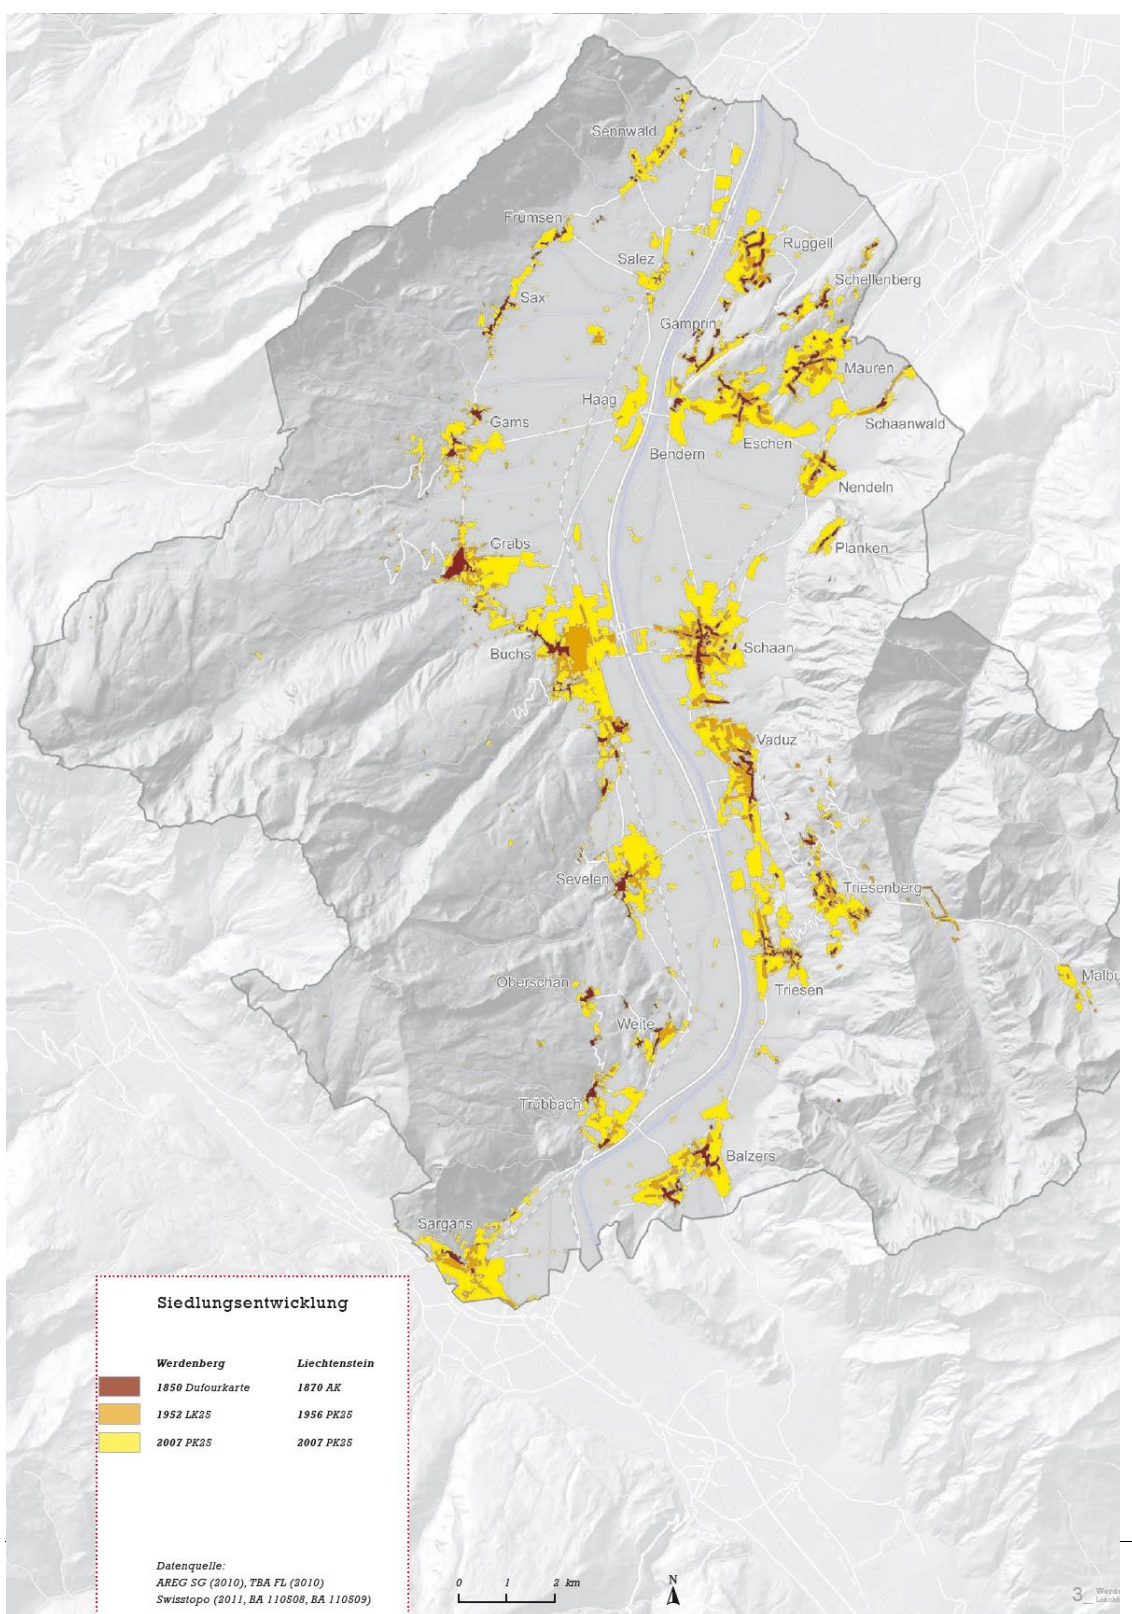 Sennwald
Frümsen
Ruggell
Salez
Schellenberg
Sax
Gamprin
Mauren
Haag
Gams
Schaanwald
Eschen
Bendern
Nendeln
Grabs
Planken
Buchs
Schaan
Vaduz
Sevelen
Triesenberg
Oberschan
Malbu
Triesen
Weite
Trübbach
Balzers
Sargans
Siedlungsentwicklung
Werdenberg Liechtenstein
1850 Dufourkarte 1870 AK
1952 LK25 1956 PK25
2007 PK25 2007 PK25
Datenquelle:
AREG SG (2010), TBA FL (2010)
Swisstopo (2011, BA 110508, BA 110509)
0 1 2 km
N
3__ Werde